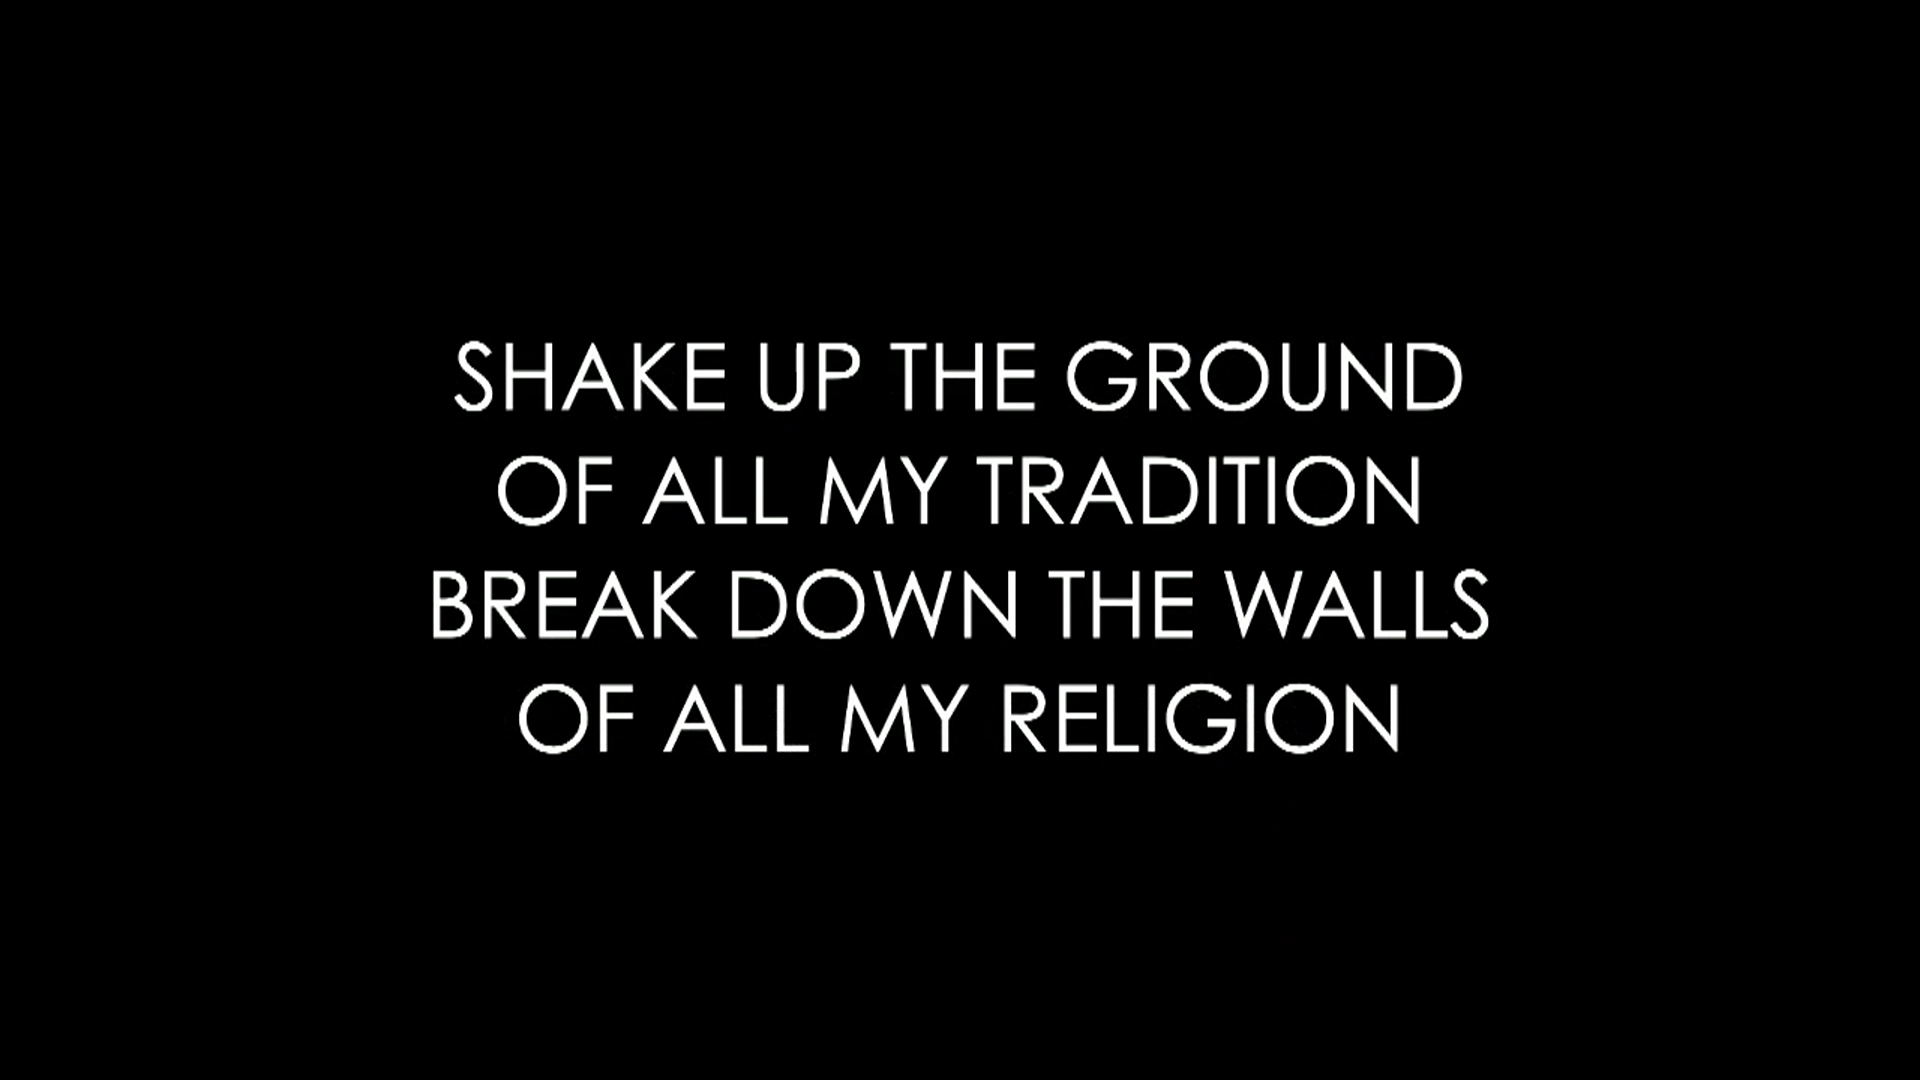 SHAKE UP THE GROUND
OF ALL MY TRADITION
BREAK DOWN THE WALLS
OF ALL MY RELIGION